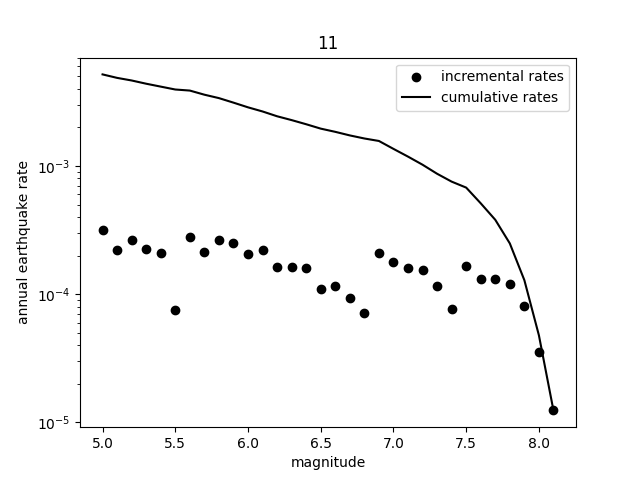 11
incremental rates
cumulative rates
annual earthquake rate
10⁻³
10⁻⁴
10⁻⁵
5.0 5.5 6.0 6.5 7.0 7.5 8.0
magnitude